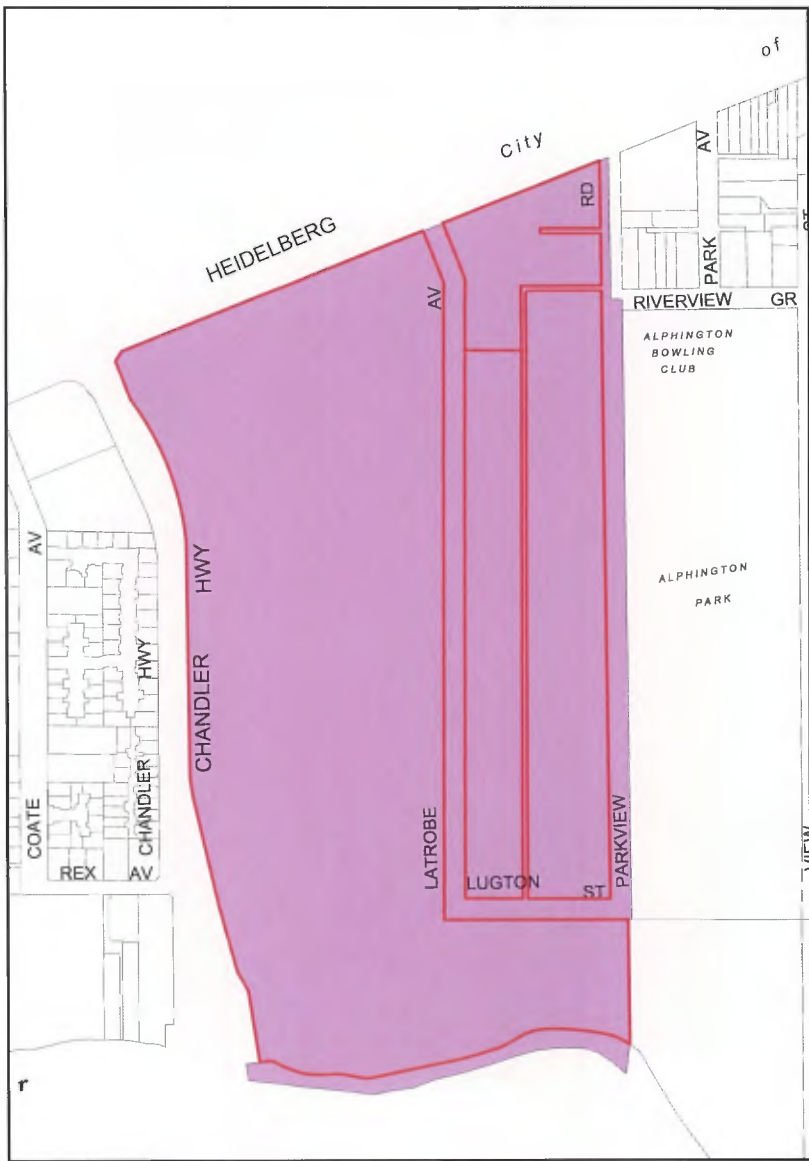 of
City
AV
RD
HEIDELBERG
PARK
AV
RIVERVIEW GR
ALPHINGTON
BOWLING
CLUB
AV
HWY
ALPHINGTON
PARK
HWY
CHANDLER
LATROBE
PARKVIEW
COATE
CHANDLER
VIEW
REX AV
LUGTON
ST
r